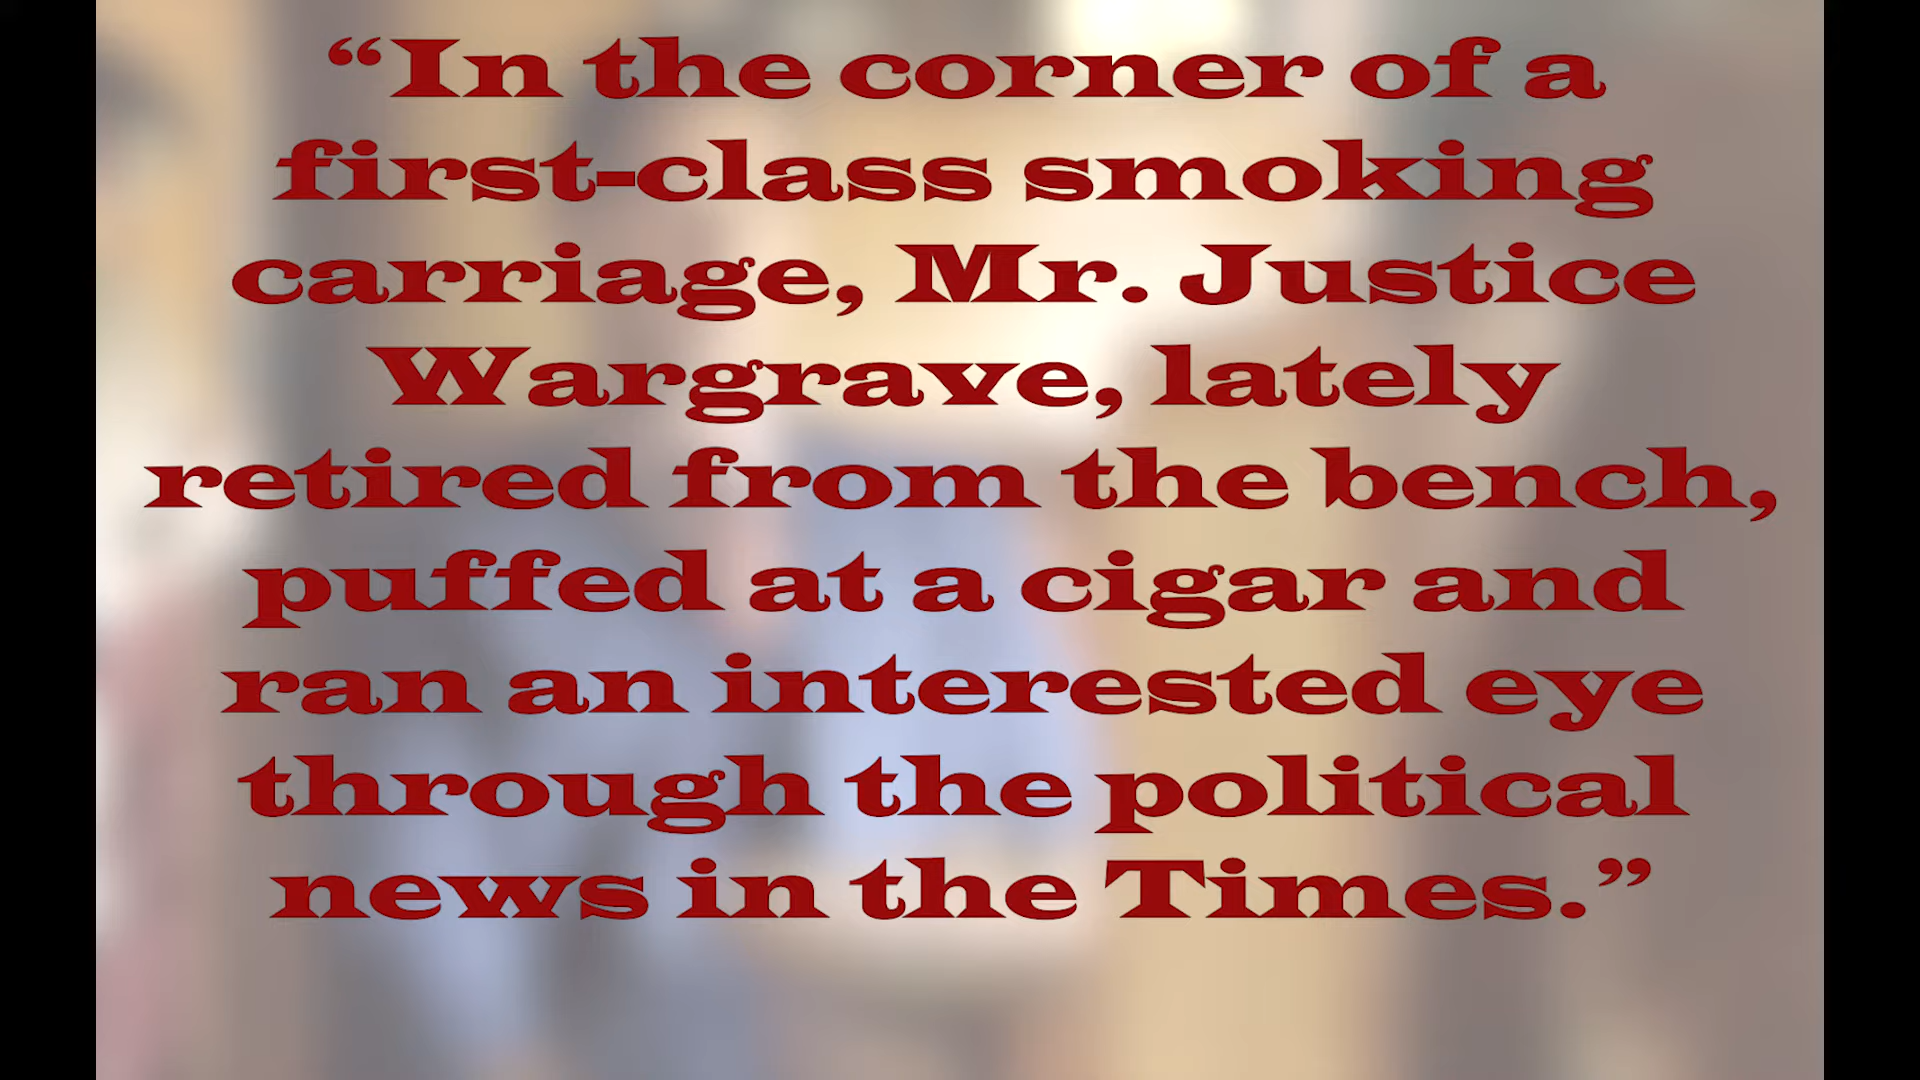 “In the corner of a
first-class smoking
carriage, Mr. Justice
Wargrave, lately
retired from the bench,
puffed at a cigar and
ran an interested eye
through the political
news in the Times.”